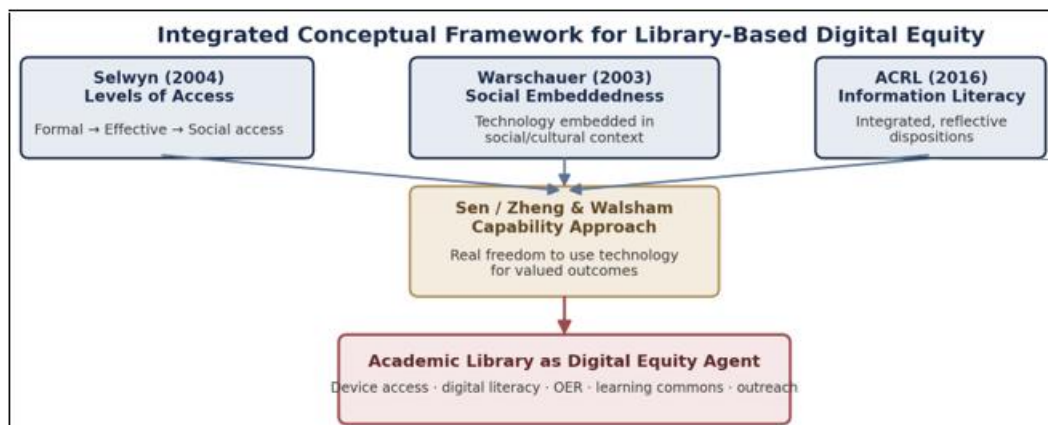 Integrated Conceptual Framework for Library-Based Digital Equity
Selwyn (2004)
Levels of Access
Formal → Effective → Social access
Warschauer (2003)
Social Embeddedness
Technology embedded in
social/cultural context
ACRL (2016)
Information Literacy
Integrated, reflective
dispositions
Sen / Zheng & Walsham
Capability Approach
Real freedom to use technology
for valued outcomes
Academic Library as Digital Equity Agent
Device access · digital literacy · OER · learning commons · outreach